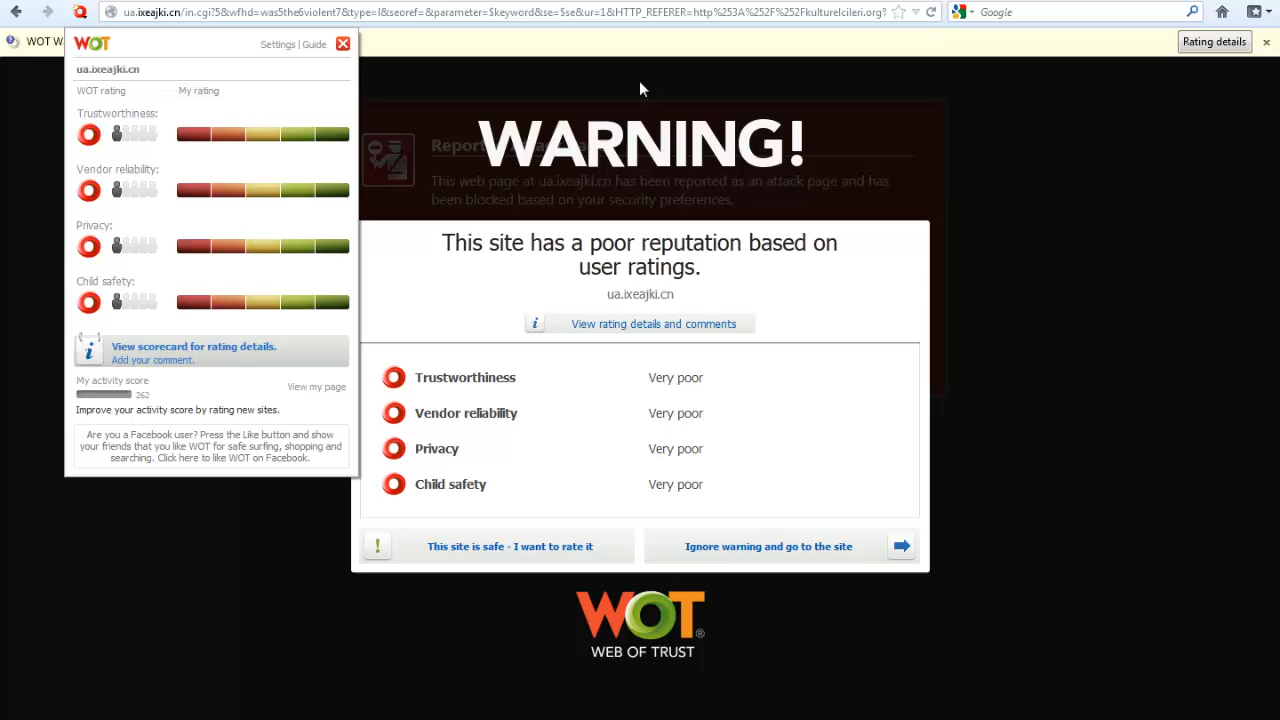 ua.ixeajki.cn/in.cgi?5&wfhd=was5the6violent7&type=l&seoref=&parameter=$keyword&se=$se&ur=1&HTTP_REFERER=http%253A%252F%252Fkulturelcileri.org?
Google
WOT W
Rating details
WOT
Settings | Guide
ua.ixeajki.cn
WOT rating
My rating
Trustworthiness:
Vendor reliability:
Privacy:
Child safety:
View scorecard for rating details.
Add your comment.
My activity score
262
View my page
Improve your activity score by rating new sites.
Are you a Facebook user? Press the Like button and show
your friends that you like WOT for safe surfing, shopping and
searching. Click here to like WOT on Facebook.
WARNING!
Report
This web page at ua.ixeajki.cn has been reported as an attack page and has
been blocked based on your security preferences.
This site has a poor reputation based on
user ratings.
ua.ixeajki.cn
View rating details and comments
Trustworthiness Very poor
Vendor reliability Very poor
Privacy Very poor
Child safety Very poor
This site is safe - I want to rate it
Ignore warning and go to the site
WOT®
WEB OF TRUST